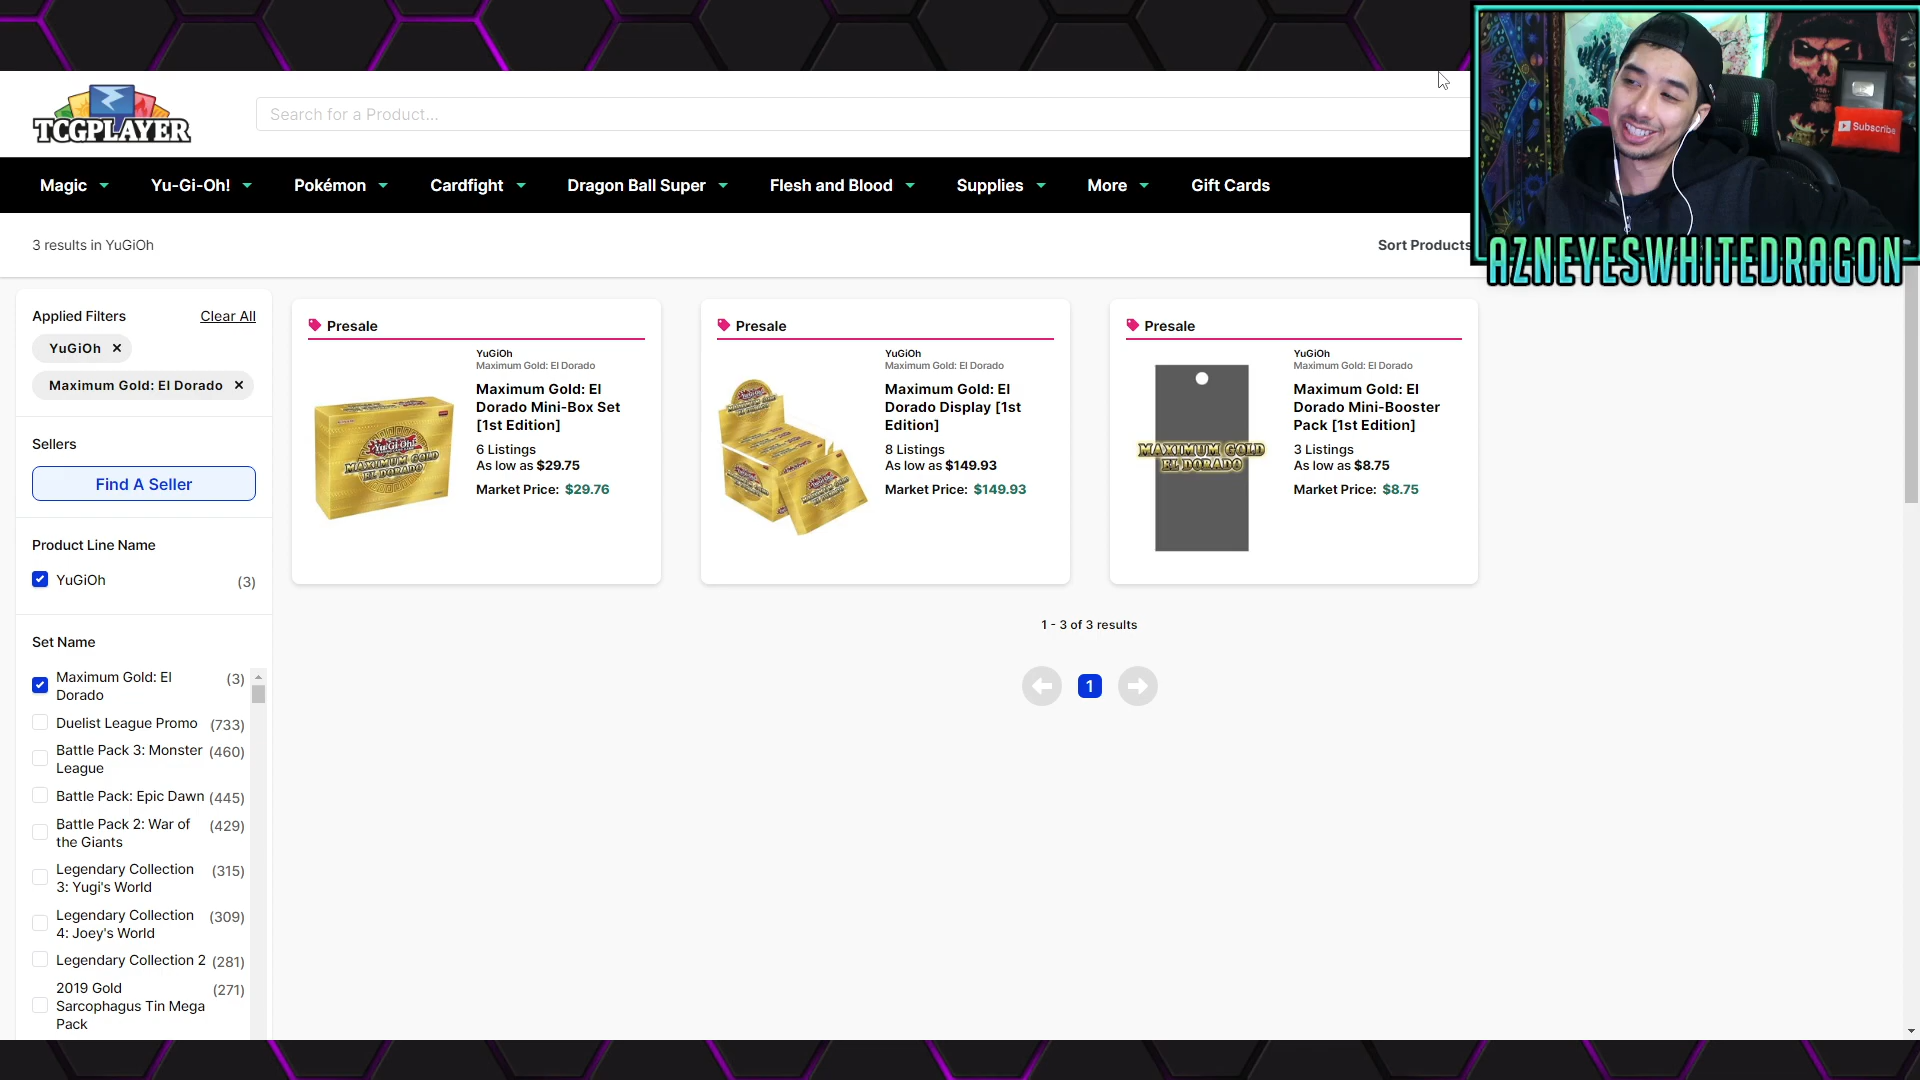 TCGPLAYER
Search for a Product...
Subscribe
Magic
Yu-Gi-Oh!
Pokémon
Cardfight
Dragon Ball Super
Flesh and Blood
Supplies
More
Gift Cards
3 results in YuGiOh
Sort Products
AZNEYESWHITEDRAGON
Applied Filters
Clear All
YuGiOh ✕
Maximum Gold: El Dorado ✕
Sellers
Find A Seller
Product Line Name
YuGiOh (3)
Set Name
Maximum Gold: El (3)
Dorado
Duelist League Promo (733)
Battle Pack 3: Monster (460)
League
Battle Pack: Epic Dawn (445)
Battle Pack 2: War of (429)
the Giants
Legendary Collection (315)
3: Yugi's World
Legendary Collection (309)
4: Joey's World
Legendary Collection 2 (281)
2019 Gold (271)
Sarcophagus Tin Mega
Pack
Presale
YuGiOh
Maximum Gold: El Dorado
Maximum Gold: El
Dorado Mini-Box Set
[1st Edition]
6 Listings
As low as $29.75
Market Price: $29.76
Yu-Gi-Oh!
MAXIMUM GOLD
EL DORADO
Presale
YuGiOh
Maximum Gold: El Dorado
Maximum Gold: El
Dorado Display [1st
Edition]
8 Listings
As low as $149.93
Market Price: $149.93
Presale
YuGiOh
Maximum Gold: El Dorado
Maximum Gold: El
Dorado Mini-Booster
Pack [1st Edition]
3 Listings
As low as $8.75
Market Price: $8.75
MAXIMUM GOLD
EL DORADO
1 - 3 of 3 results
1